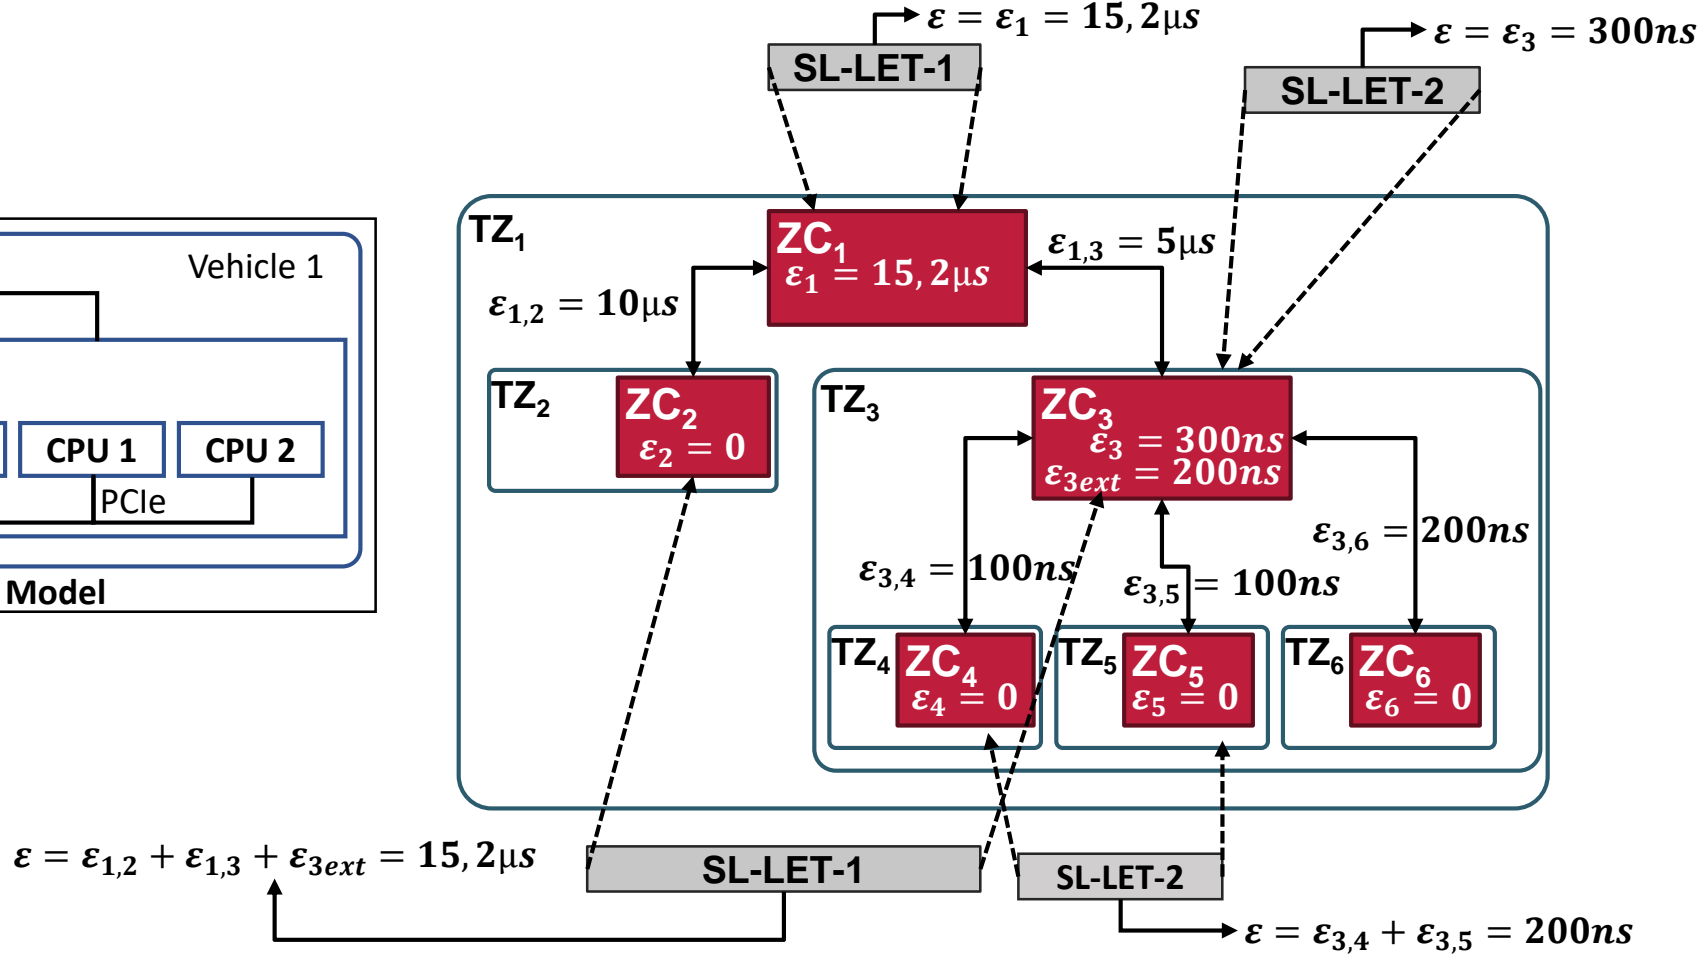 ε = ε₁ = 15,2μs
ε = ε₃ = 300ns
SL-LET-1
SL-LET-2
TZ₁
ZC₁
ε₁ = 15,2μs
ε₁,₃ = 5μs
ε₁,₂ = 10μs
Vehicle 1
TZ₂
ZC₂
ε₂ = 0
TZ₃
ZC₃
ε₃ = 300ns
ε₃ₑₓₜ = 200ns
CPU 1
CPU 2
PCIe
Model
ε₃,₄ = 100ns
ε₃,₅ = 100ns
ε₃,₆ = 200ns
TZ₄
ZC₄
ε₄ = 0
TZ₅
ZC₅
ε₅ = 0
TZ₆
ZC₆
ε₆ = 0
ε = ε₁,₂ + ε₁,₃ + ε₃ₑₓₜ = 15,2μs
SL-LET-1
SL-LET-2
ε = ε₃,₄ + ε₃,₅ = 200ns